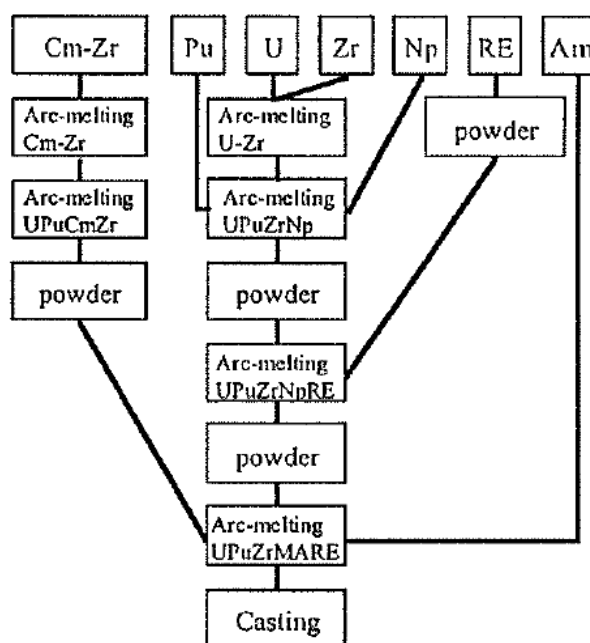 Cm-Zr Pu U Zr Np RE Am
Arc-melting
Cm-Zr
Arc-melting
U-Zr
powder
Arc-melting
UPuCmZr
Arc-melting
UPuZrNp
powder
powder
Arc-melting
UPuZrNpRE
powder
Arc-melting
UPuZrMARE
Casting